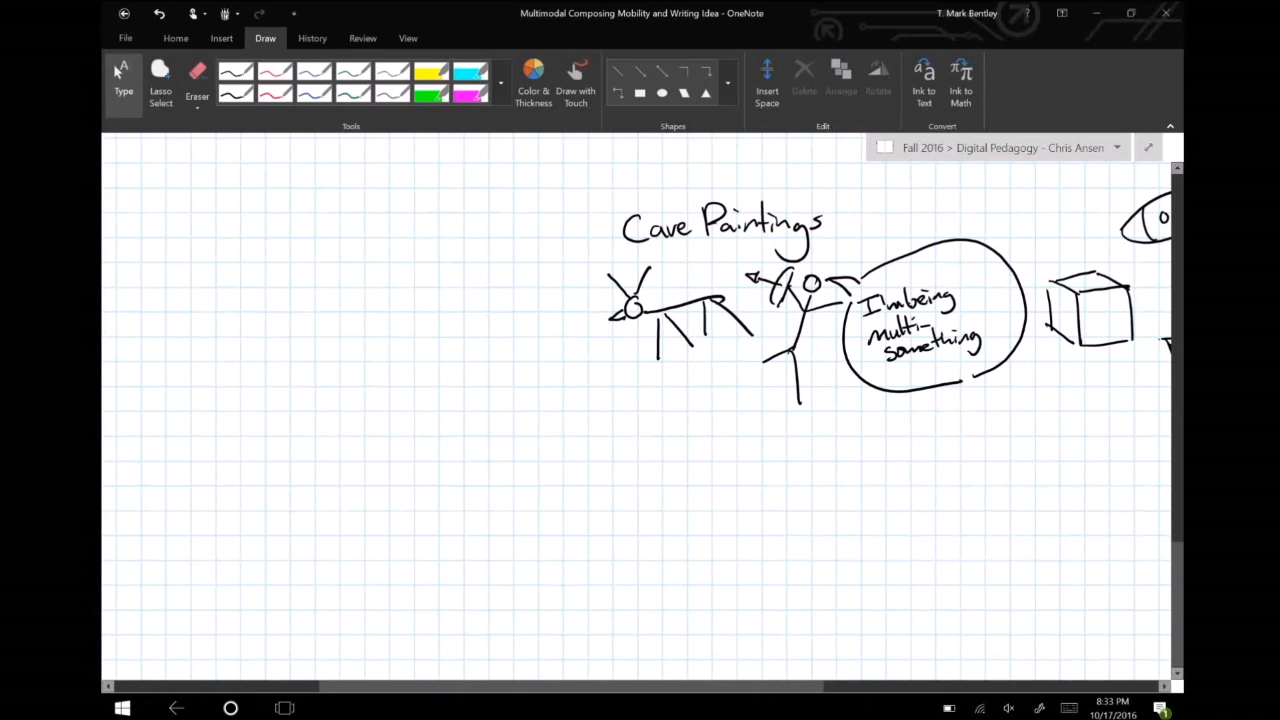 Multimodal Composing Mobility and Writing Idea - OneNote
T. Mark Bentley
?
File Home Insert Draw History Review View
Type
Lasso Select
Eraser
Color & Thickness
Draw with Touch
Insert Space
Delete
Arrange
Rotate
Ink to Text
Ink to Math
Tools
Shapes
Edit
Convert
Fall 2016 > Digital Pedagogy - Chris Ansen
Cave Paintings
I'm being
multi-
something
8:33 PM
10/17/2016
1